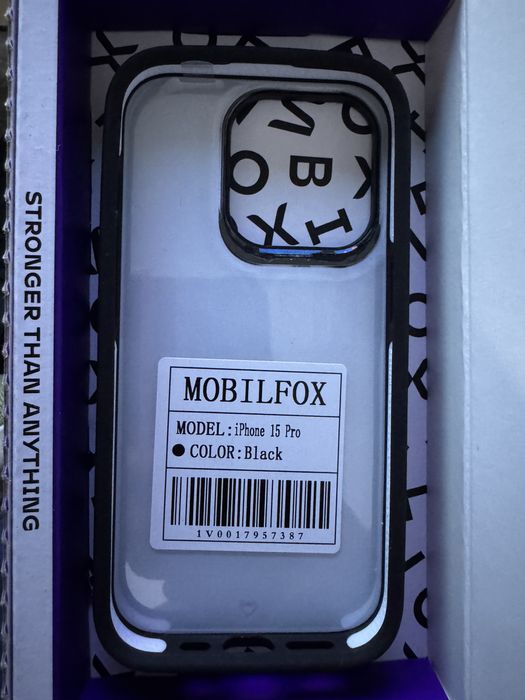 STRONGER THAN ANYTHING
MOBILFOX
MODEL:iPhone 15 Pro
COLOR:Black
1V0017957387